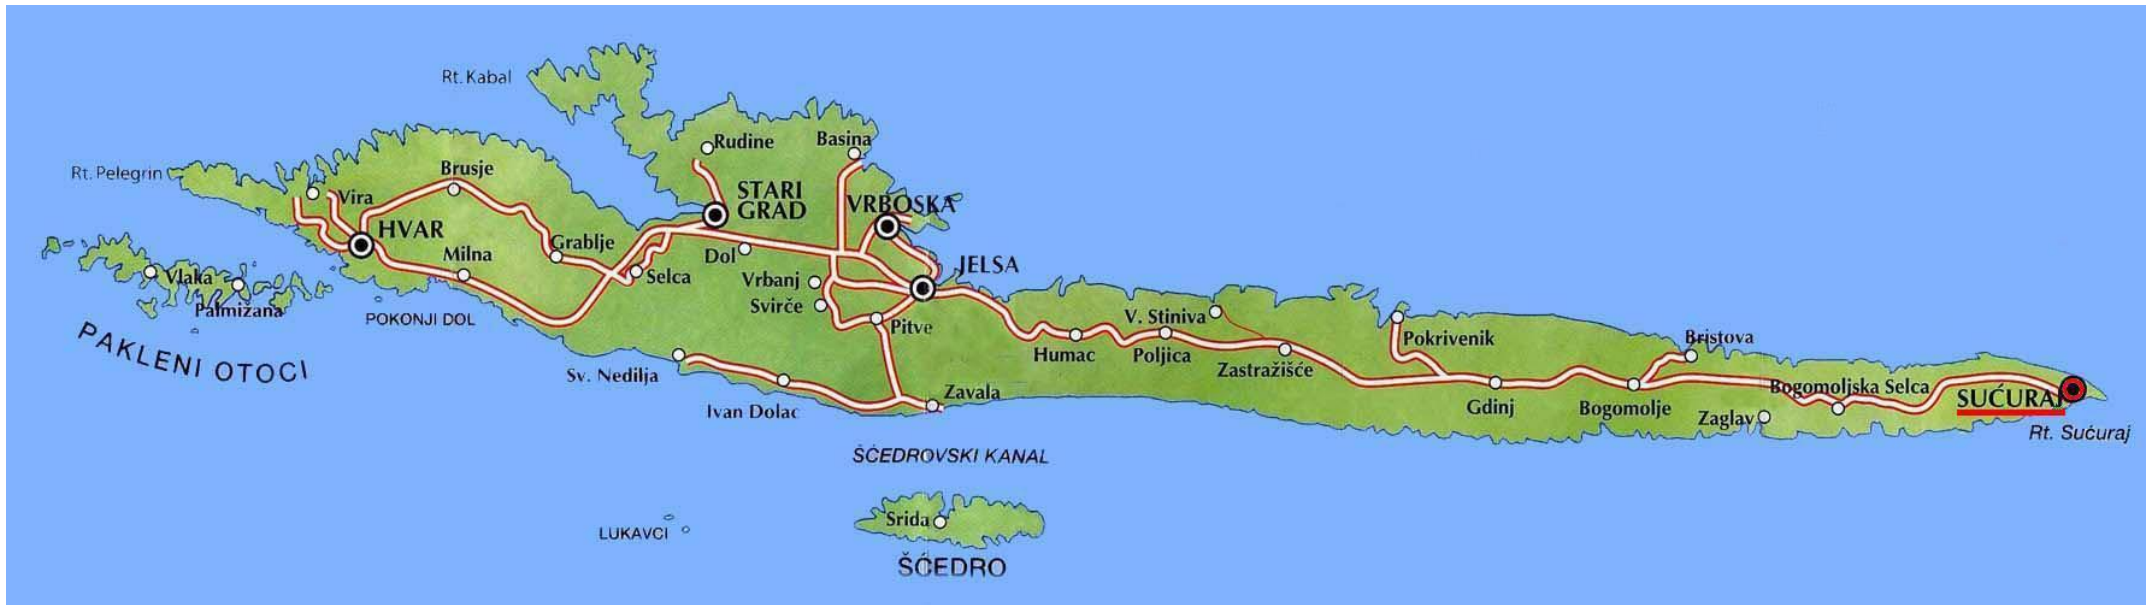 Rt. Kabal
Rudine
Basina
Rt. Pelegrin
Brusje
Vira
STARI
GRAD
VRBOSKA
HVAR
Grablje
Milna
Dol
Selca
JELSA
Vlaka
Palmižana
Vrbanj
Svirče
POKONJI DOL
Pitve
V. Stiniva
Humac
Poljica
Zastražišće
Pokrivenik
Bristova
PAKLENI OTOCI
Sv. Nedilja
Ivan Dolac
Zavala
Gdinj
Bogomolje
Bogomoljska Selca
Zaglav
SUĆURAJ
Rt. Sućuraj
ŠĆEDROVSKI KANAL
LUKAVCI
Srida
ŠĆEDRO